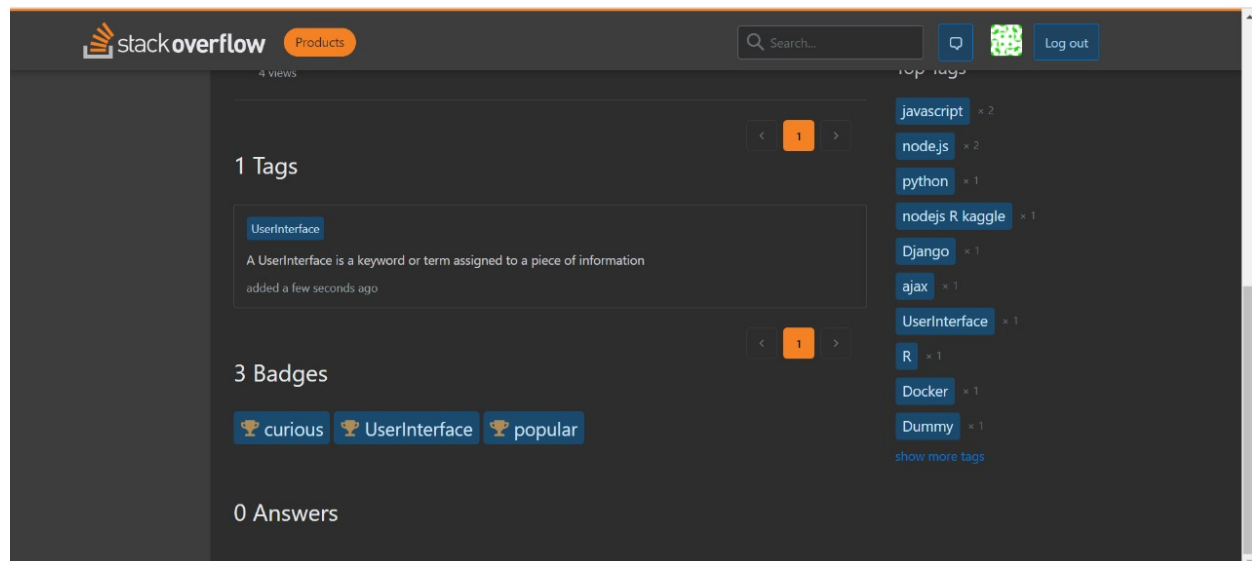 stackoverflow Products Search... Log out
4 views
1
1 Tags
UserInterface
A UserInterface is a keyword or term assigned to a piece of information
added a few seconds ago
1
3 Badges
curious UserInterface popular
0 Answers
Top Tags
javascript × 2
node.js × 2
python × 1
nodejs R kaggle × 1
Django × 1
ajax × 1
UserInterface × 1
R × 1
Docker × 1
Dummy × 1
show more tags